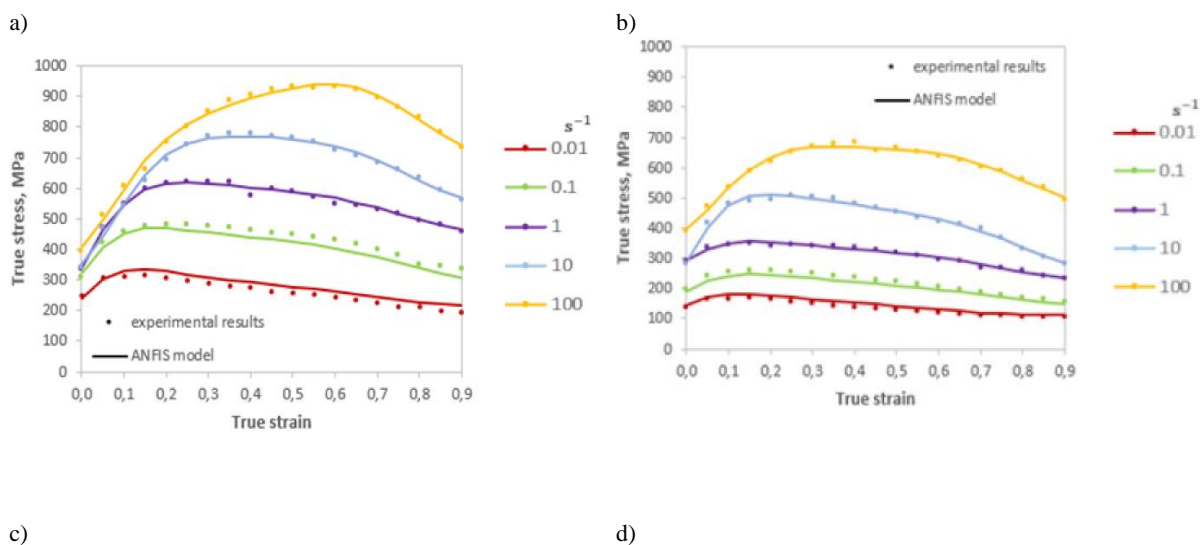 a)
b)
True stress, MPa
1000
900
800
700
600
500
400
300
200
100
0
0,0 0,1 0,2 0,3 0,4 0,5 0,6 0,7 0,8 0,9
True strain
experimental results
ANFIS model
s⁻¹
0.01
0.1
1
10
100
True stress, MPa
1000
900
800
700
600
500
400
300
200
100
0
0,0 0,1 0,2 0,3 0,4 0,5 0,6 0,7 0,8 0,9
True strain
experimental results
ANFIS model
s⁻¹
0.01
0.1
1
10
100
c)
d)